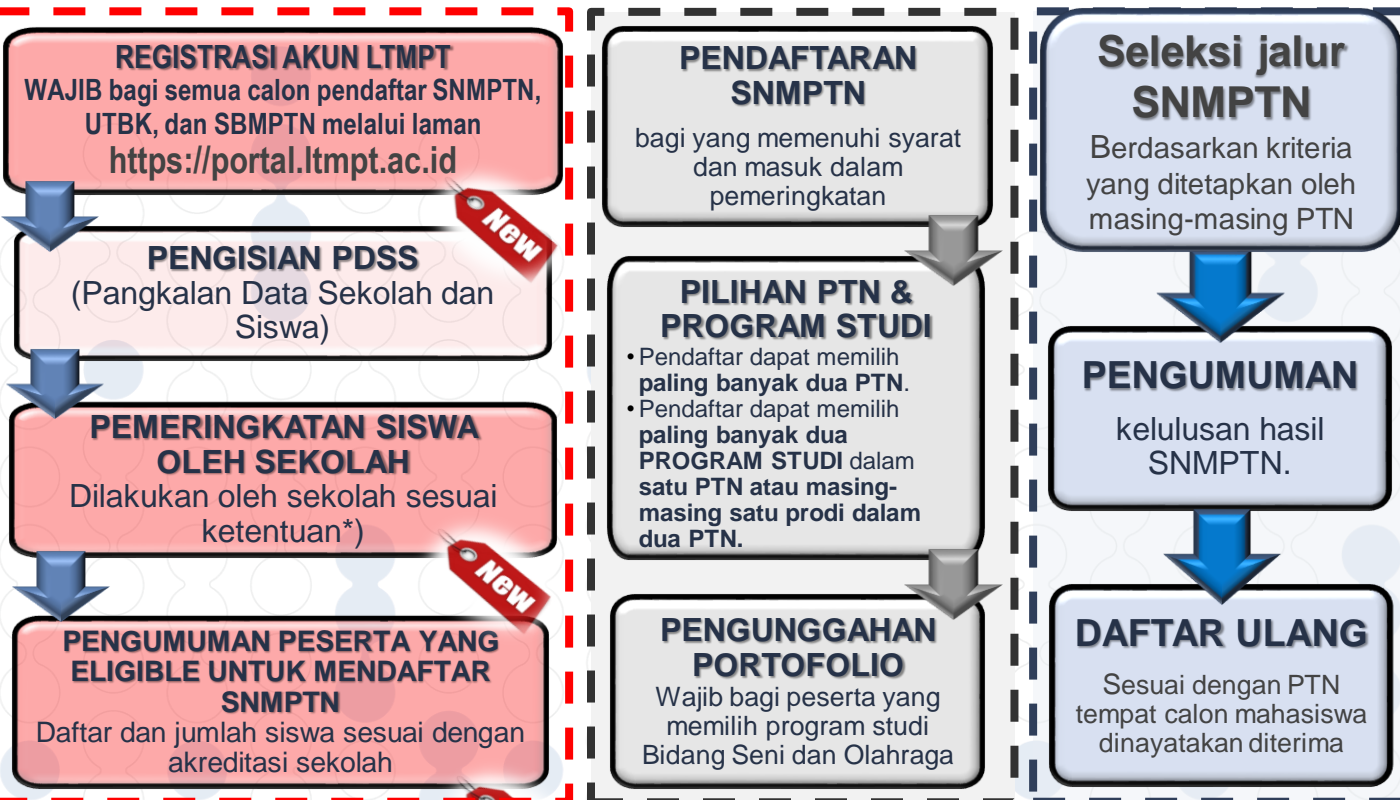 REGISTRASI AKUN LTMPT
WAJIB bagi semua calon pendaftar SNMPTN,
UTBK, dan SBMPTN melalui laman
https://portal.ltmpt.ac.id
New
PENGISIAN PDSS
(Pangkalan Data Sekolah dan
Siswa)
PEMERINGKATAN SISWA
OLEH SEKOLAH
Dilakukan oleh sekolah sesuai
ketentuan*)
New
PENGUMUMAN PESERTA YANG
ELIGIBLE UNTUK MENDAFTAR
SNMPTN
Daftar dan jumlah siswa sesuai dengan
akreditasi sekolah
PENDAFTARAN
SNMPTN
bagi yang memenuhi syarat
dan masuk dalam
pemeringkatan
PILIHAN PTN &
PROGRAM STUDI
• Pendaftar dapat memilih
paling banyak dua PTN.
• Pendaftar dapat memilih
paling banyak dua
PROGRAM STUDI dalam
satu PTN atau masing-
masing satu prodi dalam
dua PTN.
PENGUNGGAHAN
PORTOFOLIO
Wajib bagi peserta yang
memilih program studi
Bidang Seni dan Olahraga
Seleksi jalur
SNMPTN
Berdasarkan kriteria
yang ditetapkan oleh
masing-masing PTN
PENGUMUMAN
kelulusan hasil
SNMPTN.
DAFTAR ULANG
Sesuai dengan PTN
tempat calon mahasiswa
dinayatakan diterima